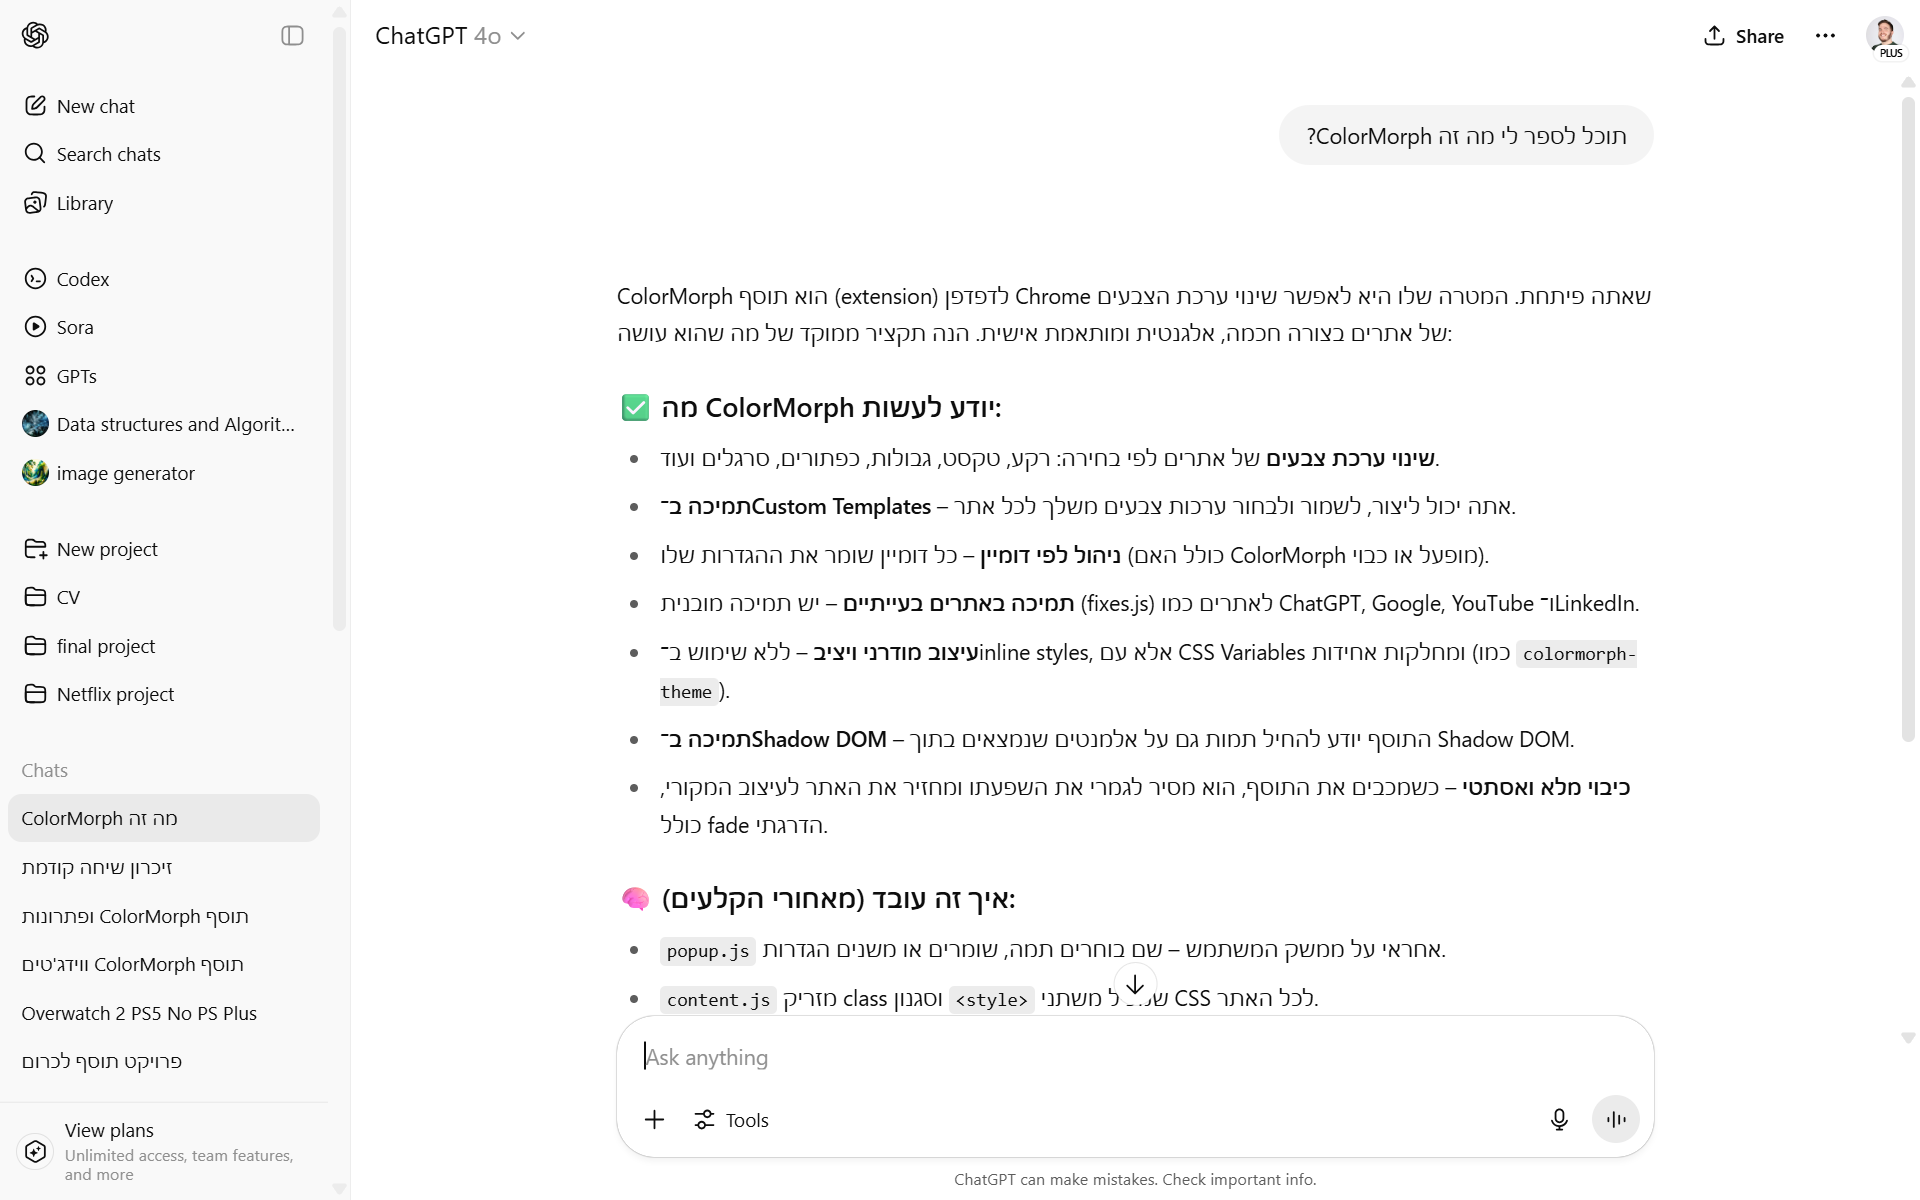 ChatGPT 4o
Share
PLUS
New chat
Search chats
Library
Codex
Sora
GPTs
Data structures and Algorit...
image generator
New project
CV
final project
Netflix project
Chats
מה זה ColorMorph
זיכרון שיחה קודמת
תוסף ColorMorph ופתרונות
תוסף ColorMorph ווידג'טים
Overwatch 2 PS5 No PS Plus
פרויקט תוסף לכרום
View plans
Unlimited access, team features,
and more
תוכל לספר לי מה זה ColorMorph?
ColorMorph הוא תוסף (extension) לדפדפן Chrome שאתה פיתחת. המטרה שלו היא לאפשר שינוי ערכת הצבעים
של אתרים בצורה חכמה, אלגנטית ומותאמת אישית. הנה תקציר ממוקד של מה שהוא עושה:
✅ מה ColorMorph יודע לעשות:
• שינוי ערכת צבעים של אתרים לפי בחירה: רקע, טקסט, גבולות, כפתורים, סרגלים ועוד.
• תמיכה ב־Custom Templates – אתה יכול ליצור, לשמור ולבחור ערכות צבעים משלך לכל אתר.
• ניהול לפי דומיין – כל דומיין שומר את ההגדרות שלו (כולל האם ColorMorph מופעל או כבוי).
• תמיכה באתרים בעייתיים – יש תמיכה מובנית (fixes.js) לאתרים כמו ChatGPT, Google, YouTube ו־LinkedIn.
• עיצוב מודרני ויציב – ללא שימוש ב־inline styles, אלא עם CSS Variables ומחלקות אחידות (כמו colormorph-
theme).
• תמיכה ב־Shadow DOM – התוסף יודע להחיל תמות גם על אלמנטים שנמצאים בתוך Shadow DOM.
• כיבוי מלא ואסתטי – כשמכבים את התוסף, הוא מסיר לגמרי את השפעתו ומחזיר את האתר לעיצוב המקורי,
כולל fade הדרגתי.
🧠 איך זה עובד (מאחורי הקלעים):
• popup.js אחראי על ממשק המשתמש – שם בוחרים תמה, שומרים או משנים הגדרות.
• content.js מזריק class וסגנון <style> משתני CSS לכל האתר.
Ask anything
Tools
ChatGPT can make mistakes. Check important info.